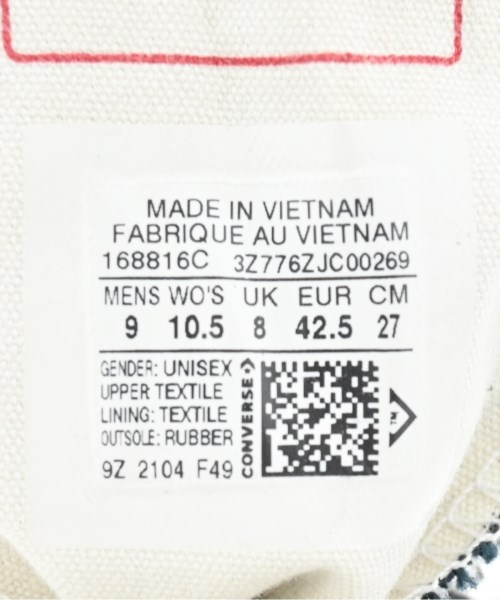 MADE IN VIETNAM
FABRIQUE AU VIETNAM
168816C 3Z776ZJC00269
MENS WO'S UK EUR CM
9 10.5 8 42.5 27
GENDER: UNISEX
UPPER TEXTILE
LINING: TEXTILE
OUTSOLE: RUBBER
9Z 2104 F49
CONVERSE
TM